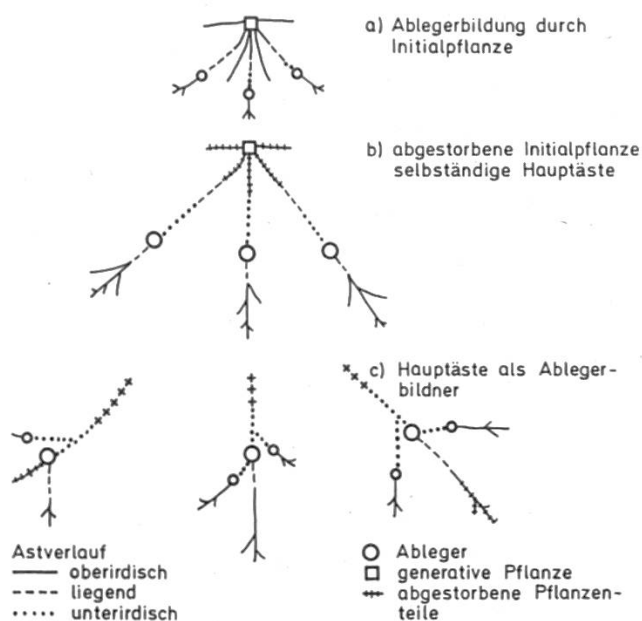 a) Ablegerbildung durch
Initialpflanze
b) abgestorbene Initialpflanze
selbständige Hauptäste
c) Hauptäste als Ableger-
bildner
Astverlauf
oberirdisch
liegend
unterirdisch
Ableger
generative Pflanze
abgestorbene Pflanzen-
teile